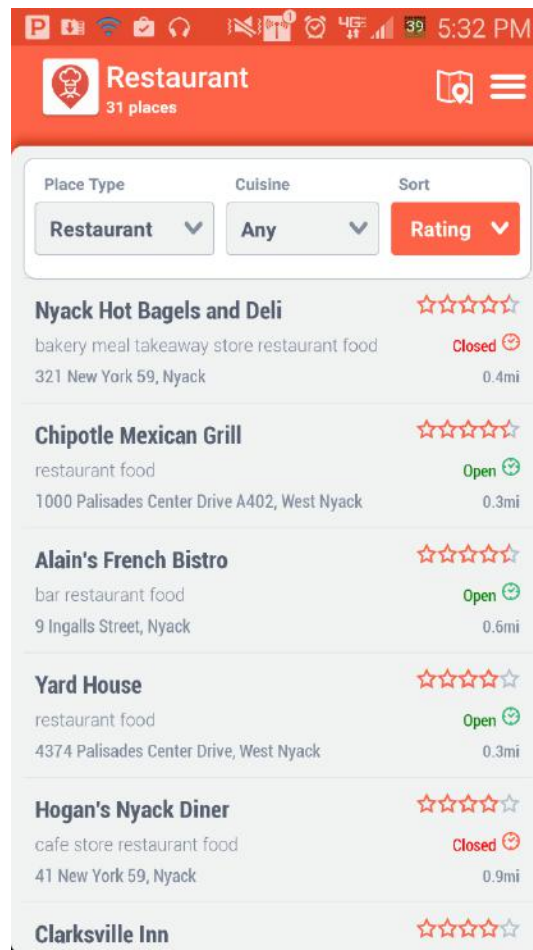 P 4G 39 5:32 PM
Restaurant
31 places
Place Type Cuisine Sort
Restaurant Any Rating
Nyack Hot Bagels and Deli
bakery meal takeaway store restaurant food Closed
321 New York 59, Nyack 0.4mi
Chipotle Mexican Grill
restaurant food Open
1000 Palisades Center Drive A402, West Nyack 0.3mi
Alain's French Bistro
bar restaurant food Open
9 Ingalls Street, Nyack 0.6mi
Yard House
restaurant food Open
4374 Palisades Center Drive, West Nyack 0.3mi
Hogan's Nyack Diner
cafe store restaurant food Closed
41 New York 59, Nyack 0.9mi
Clarksville Inn